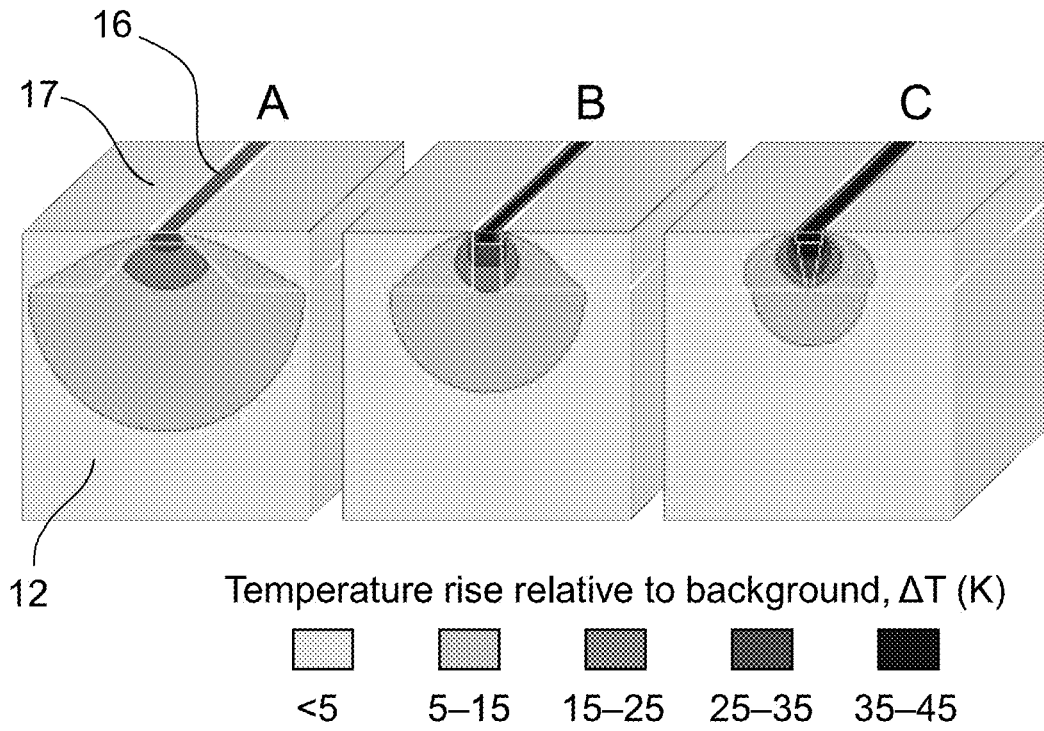 16
17
A
B
C
12
Temperature rise relative to background, ΔT (K)
<5
5–15
15–25
25–35
35–45